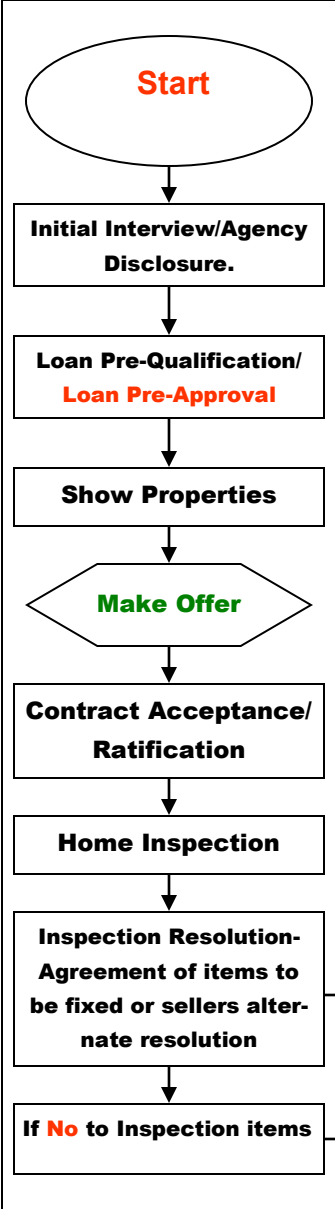 Start
Initial Interview/Agency
Disclosure.
Loan Pre-Qualification/
Loan Pre-Approval
Show Properties
Make Offer
Contract Acceptance/
Ratification
Home Inspection
Inspection Resolution-
Agreement of items to
be fixed or sellers alter-
nate resolution
If No to Inspection items